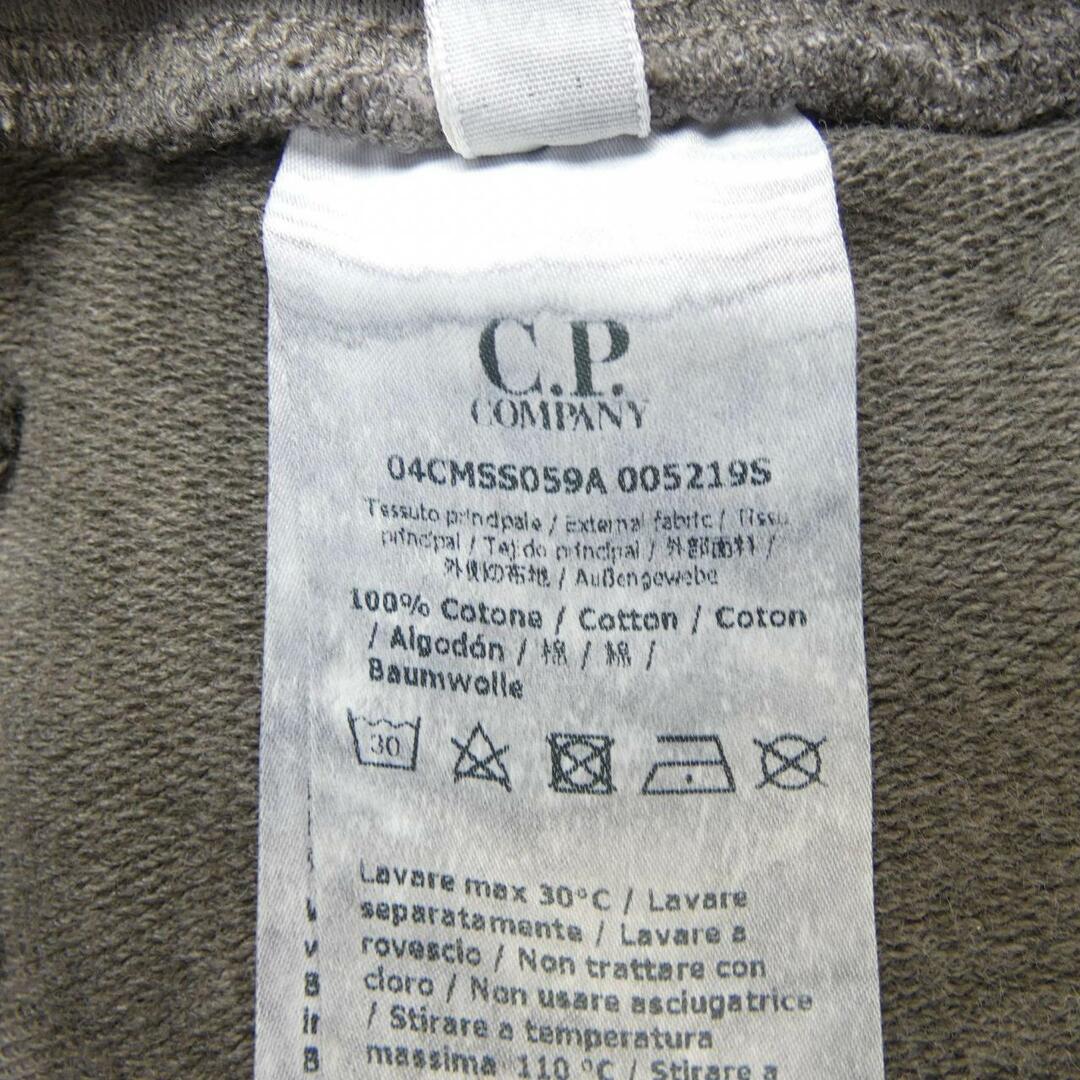 C.P.
COMPANY
04CMSS059A 005219S
Tessuto principale / External fabric / Tissu
principal / Tejido principal / 外部面料 /
外側の布地 / Außengewebe
100% Cotone / Cotton / Coton
/ Algodón / 棉 / 綿 /
Baumwolle
30
Lavare max 30°C / Lavare
separatamente / Lavare a
rovescio / Non trattare con
cloro / Non usare asciugatrice
/ Stirare a temperatura
massima 110 °C / Stirare a